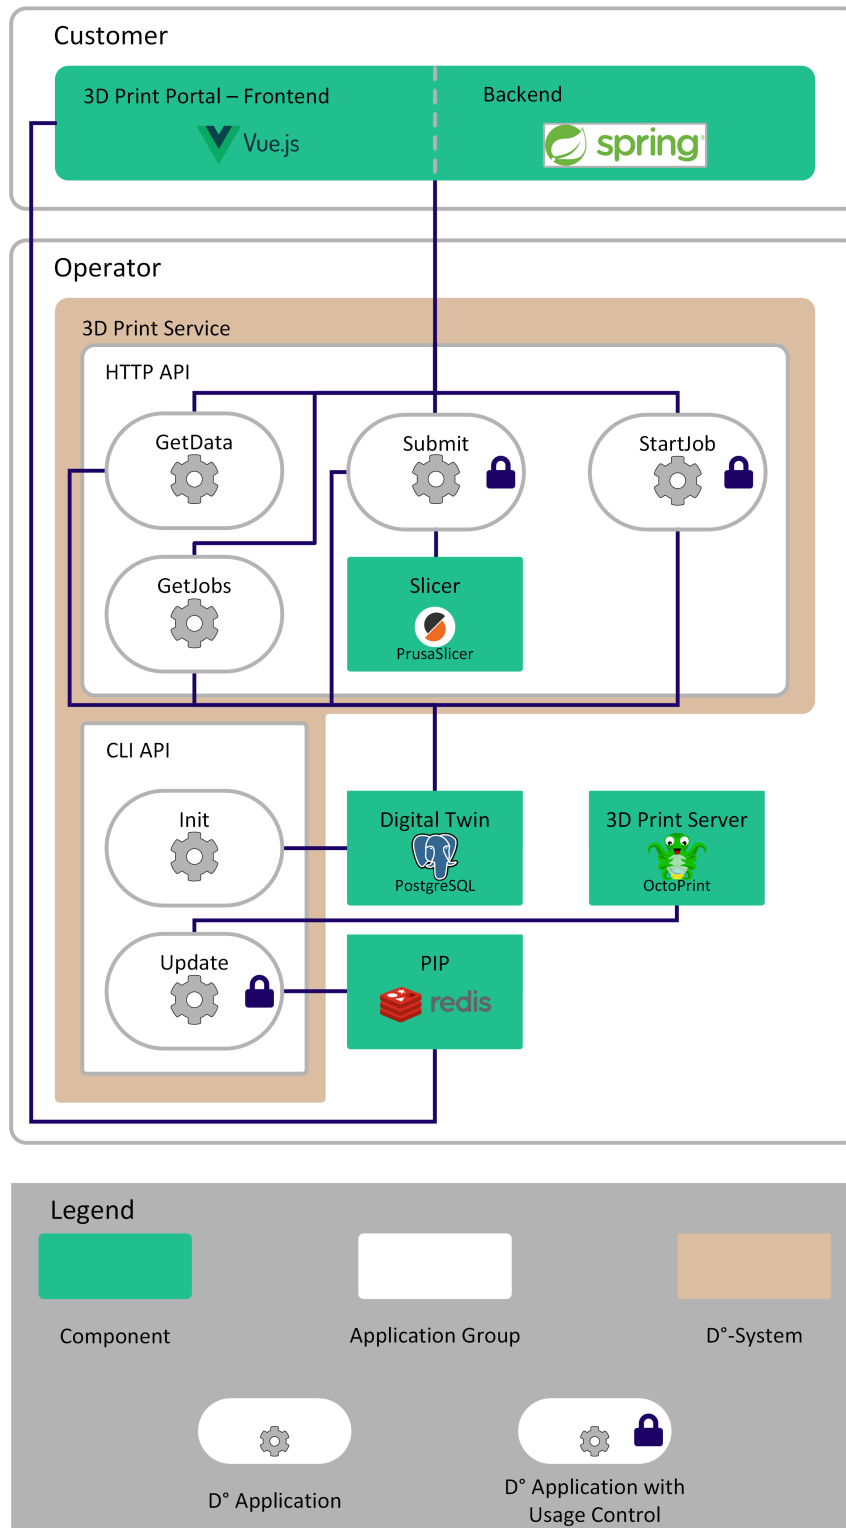 Customer
3D Print Portal – Frontend
Backend
Vue.js
spring
Operator
3D Print Service
HTTP API
GetData
Submit
StartJob
GetJobs
Slicer
PrusaSlicer
CLI API
Init
Digital Twin
PostgreSQL
3D Print Server
OctoPrint
Update
PIP
redis
Legend
Component
Application Group
D°-System
D° Application
D° Application with
Usage Control